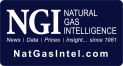 NGI NATURAL
GAS
INTELLIGENCE
News | Data | Prices | Insight... since 1981
NatGasIntel.com